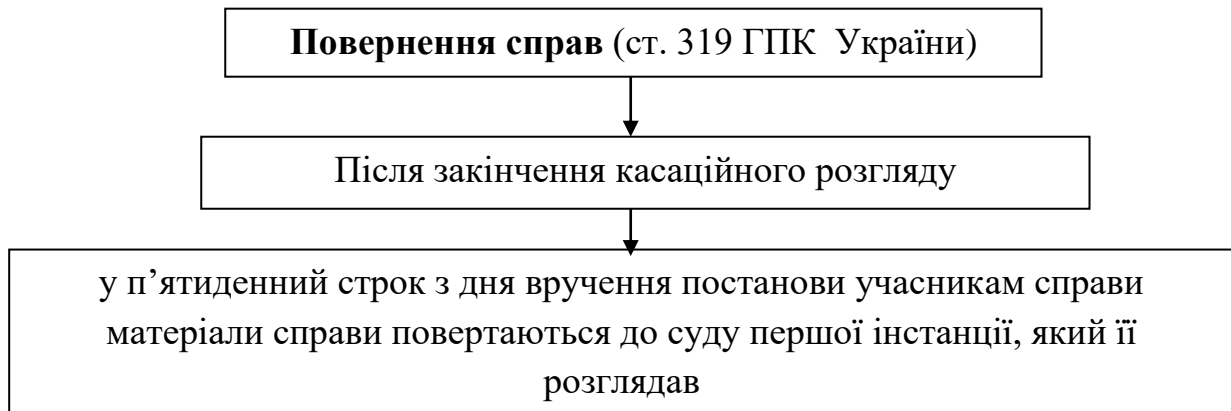 Повернення справ (ст. 319 ГПК України)
Після закінчення касаційного розгляду
у п’ятиденний строк з дня вручення постанови учасникам справи
матеріали справи повертаються до суду першої інстанції, який її
розглядав